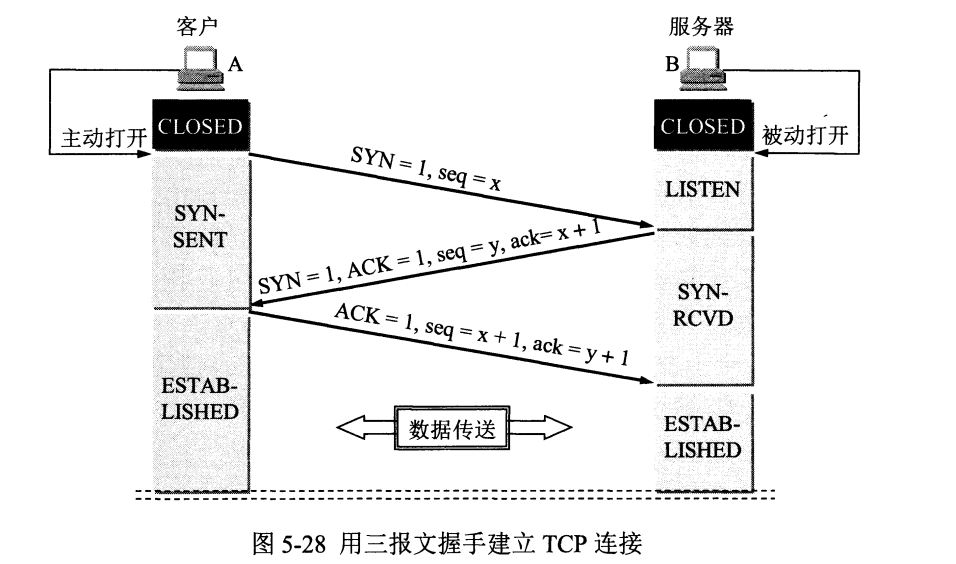 客户
服务器
A
B
CLOSED
CLOSED
主动打开
被动打开
SYN = 1, seq = x
LISTEN
SYN-
SENT
SYN = 1, ACK = 1, seq = y, ack= x + 1
SYN-
RCVD
ACK = 1, seq = x + 1, ack = y + 1
ESTAB-
LISHED
数据传送
ESTAB-
LISHED
图 5-28 用三报文握手建立 TCP 连接